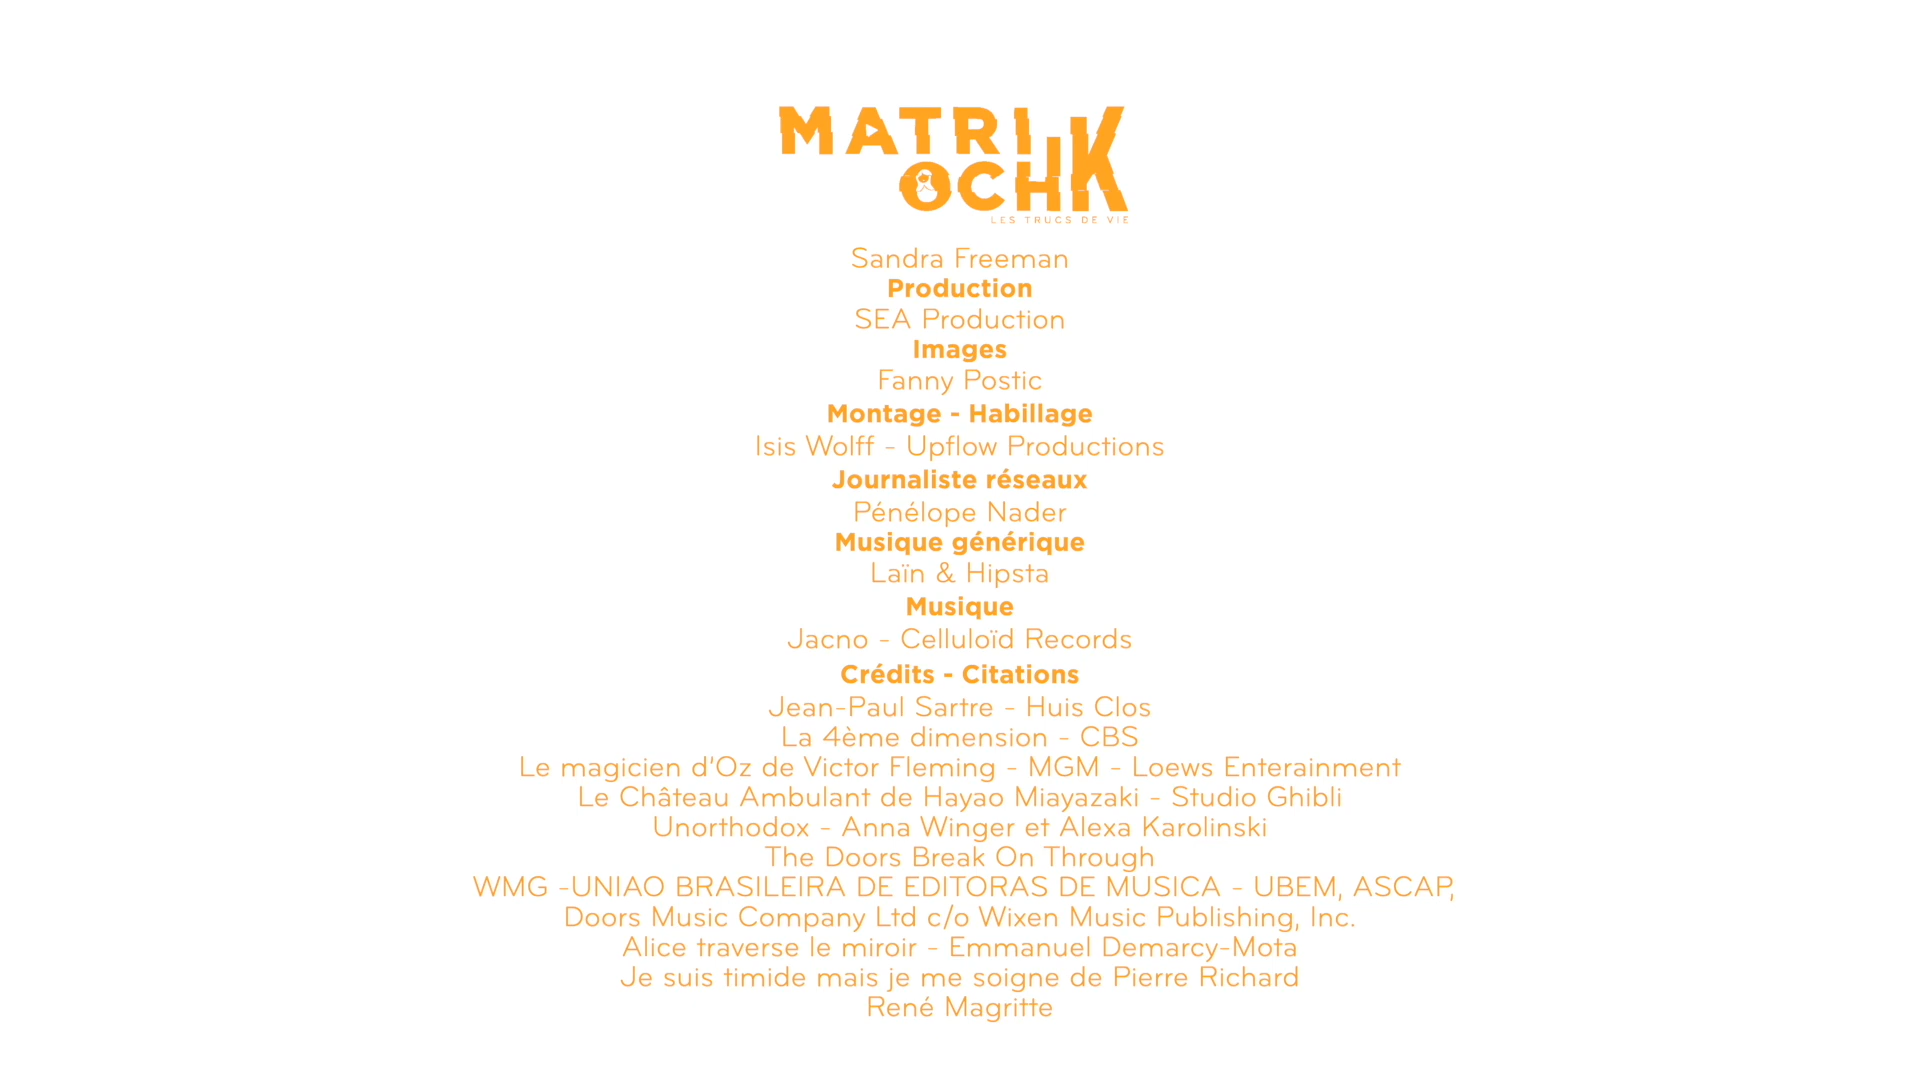 MATRI K
OCHK
LES TRUCS DE VIE
Sandra Freeman
Production
SEA Production
Images
Fanny Postic
Montage - Habillage
Isis Wolff - Upflow Productions
Journaliste réseaux
Pénélope Nader
Musique générique
Laïn & Hipsta
Musique
Jacno - Celluloïd Records
Crédits - Citations
Jean-Paul Sartre - Huis Clos
La 4ème dimension - CBS
Le magicien d'Oz de Victor Fleming - MGM - Loews Enterainment
Le Château Ambulant de Hayao Miayazaki - Studio Ghibli
Unorthodox - Anna Winger et Alexa Karolinski
The Doors Break On Through
WMG -UNIAO BRASILEIRA DE EDITORAS DE MUSICA - UBEM, ASCAP,
Doors Music Company Ltd c/o Wixen Music Publishing, Inc.
Alice traverse le miroir - Emmanuel Demarcy-Mota
Je suis timide mais je me soigne de Pierre Richard
René Magritte